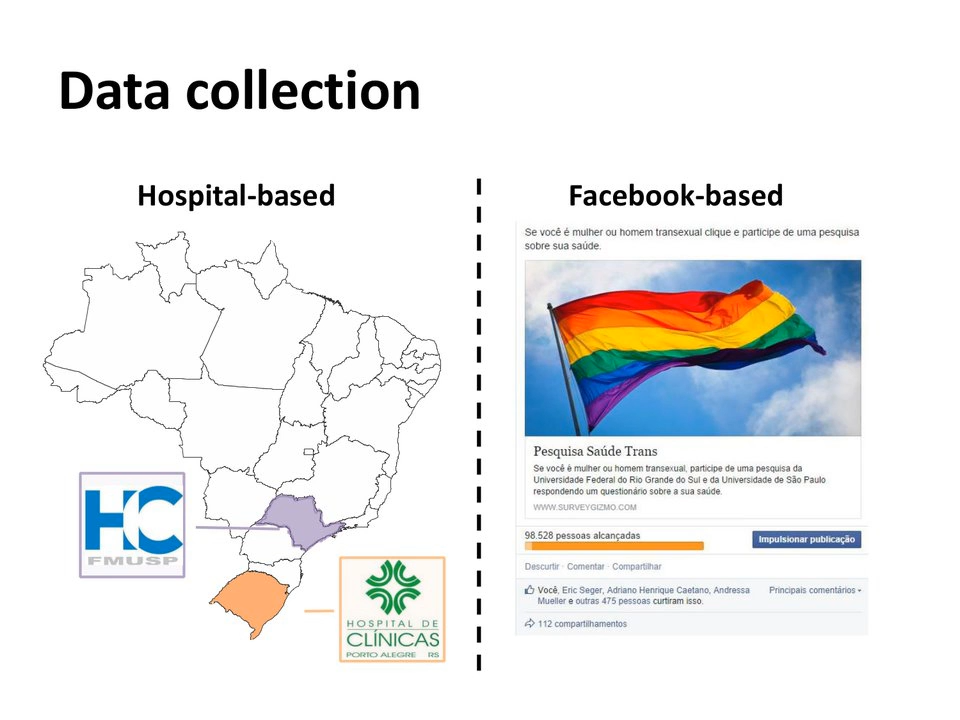 Data collection
Hospital-based
HC
FMUSP
HOSPITAL DE
CLÍNICAS
PORTO ALEGRE RS
Facebook-based
Se você é mulher ou homem transexual clique e participe de uma pesquisa
sobre sua saúde.
Pesquisa Saúde Trans
Se você é mulher ou homem transexual, participe de uma pesquisa da
Universidade Federal do Rio Grande do Sul e da Universidade de São Paulo
respondendo um questionário sobre a sua saúde.
WWW.SURVEYGIZMO.COM
98.528 pessoas alcançadas
Impulsionar publicação
Descurtir · Comentar · Compartilhar
Você, Eric Seger, Adriano Henrique Caetano, Andressa
Mueller e outras 475 pessoas curtiram isso.
Principais comentários
112 compartilhamentos